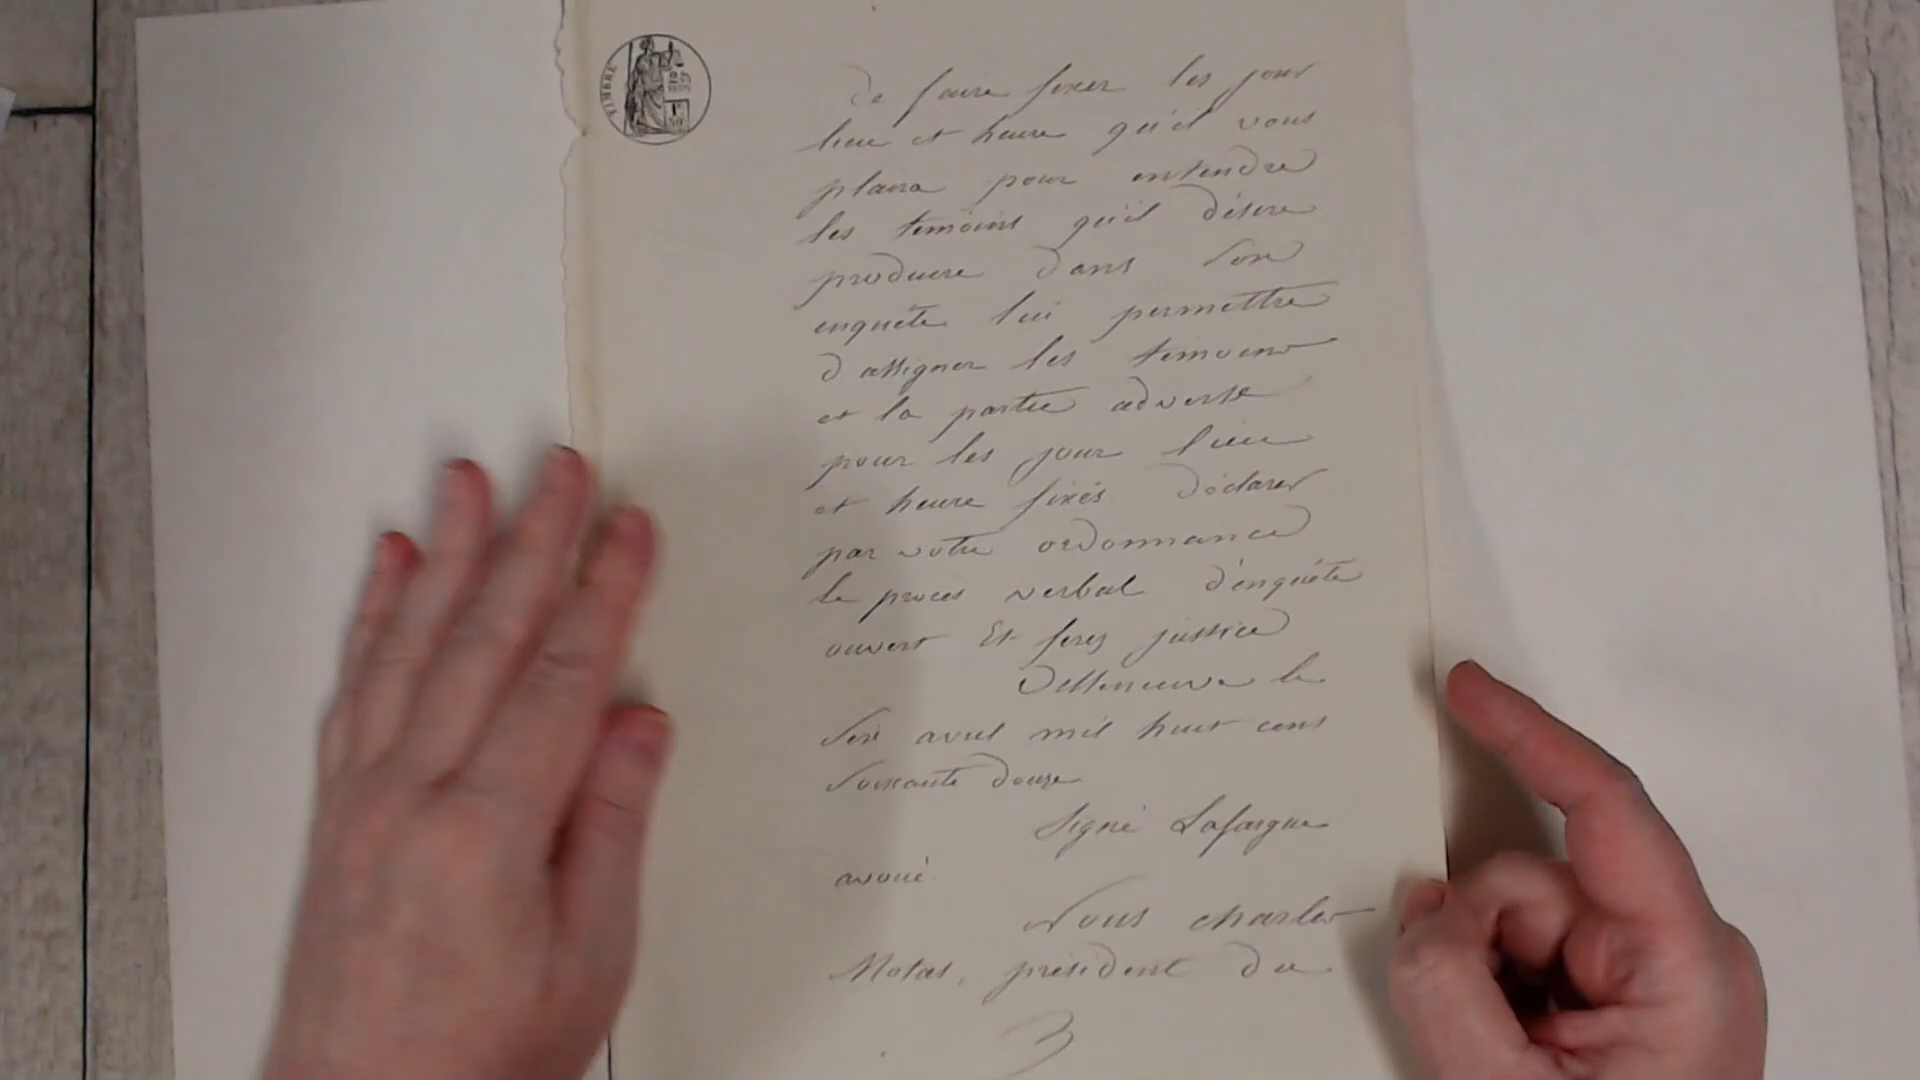 TIMBRE
De faire fixer les jour
lieu et heure qu'il vous
plaira pour entendre
les temoins qu'il désire
produire dans son
enquête lui permettre
d'assigner les temoins
et la partie adverse
pour les jour lieu
et heure fixés. Déclarer
par votre ordonnance
le proces verbal d'enquête
ouvert Et ferez justice
Villeneuve le
six avril mil huit cent
soixante douze
Signé Lafargue
avoué.
Nous charles
président du
3